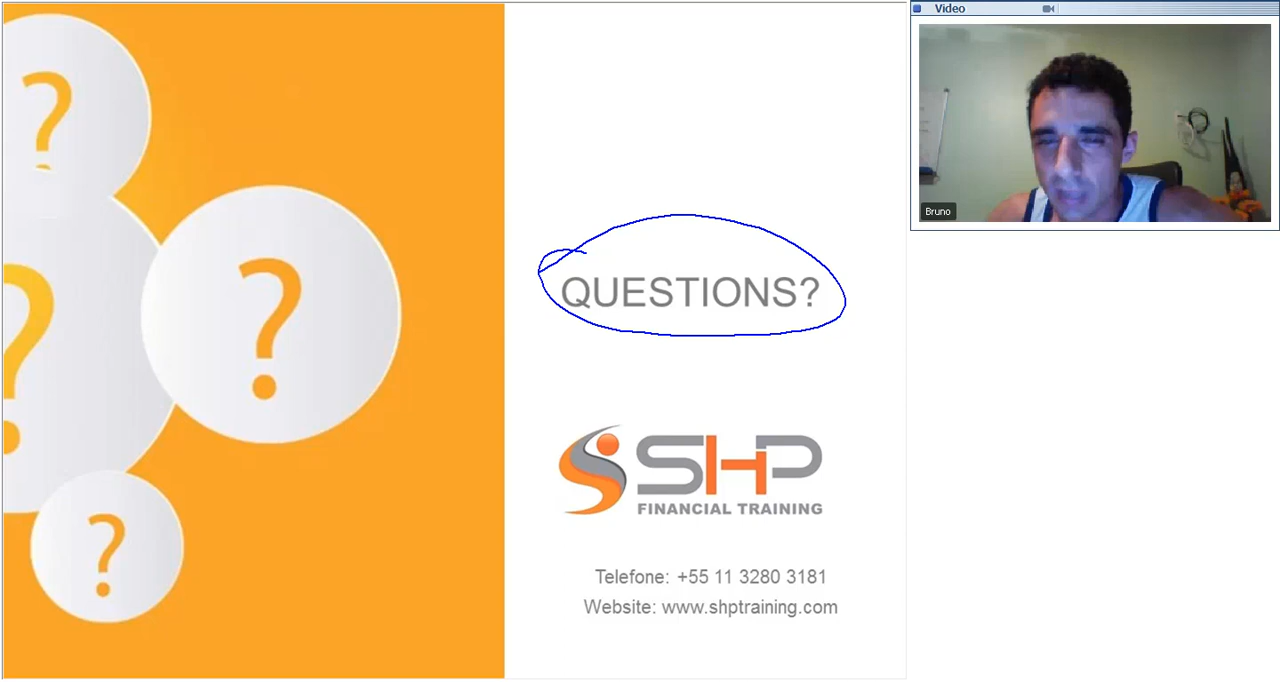 Video
Bruno
?
?
?
?
QUESTIONS?
SHP
FINANCIAL TRAINING
Telefone: +55 11 3280 3181
Website: www.shptraining.com